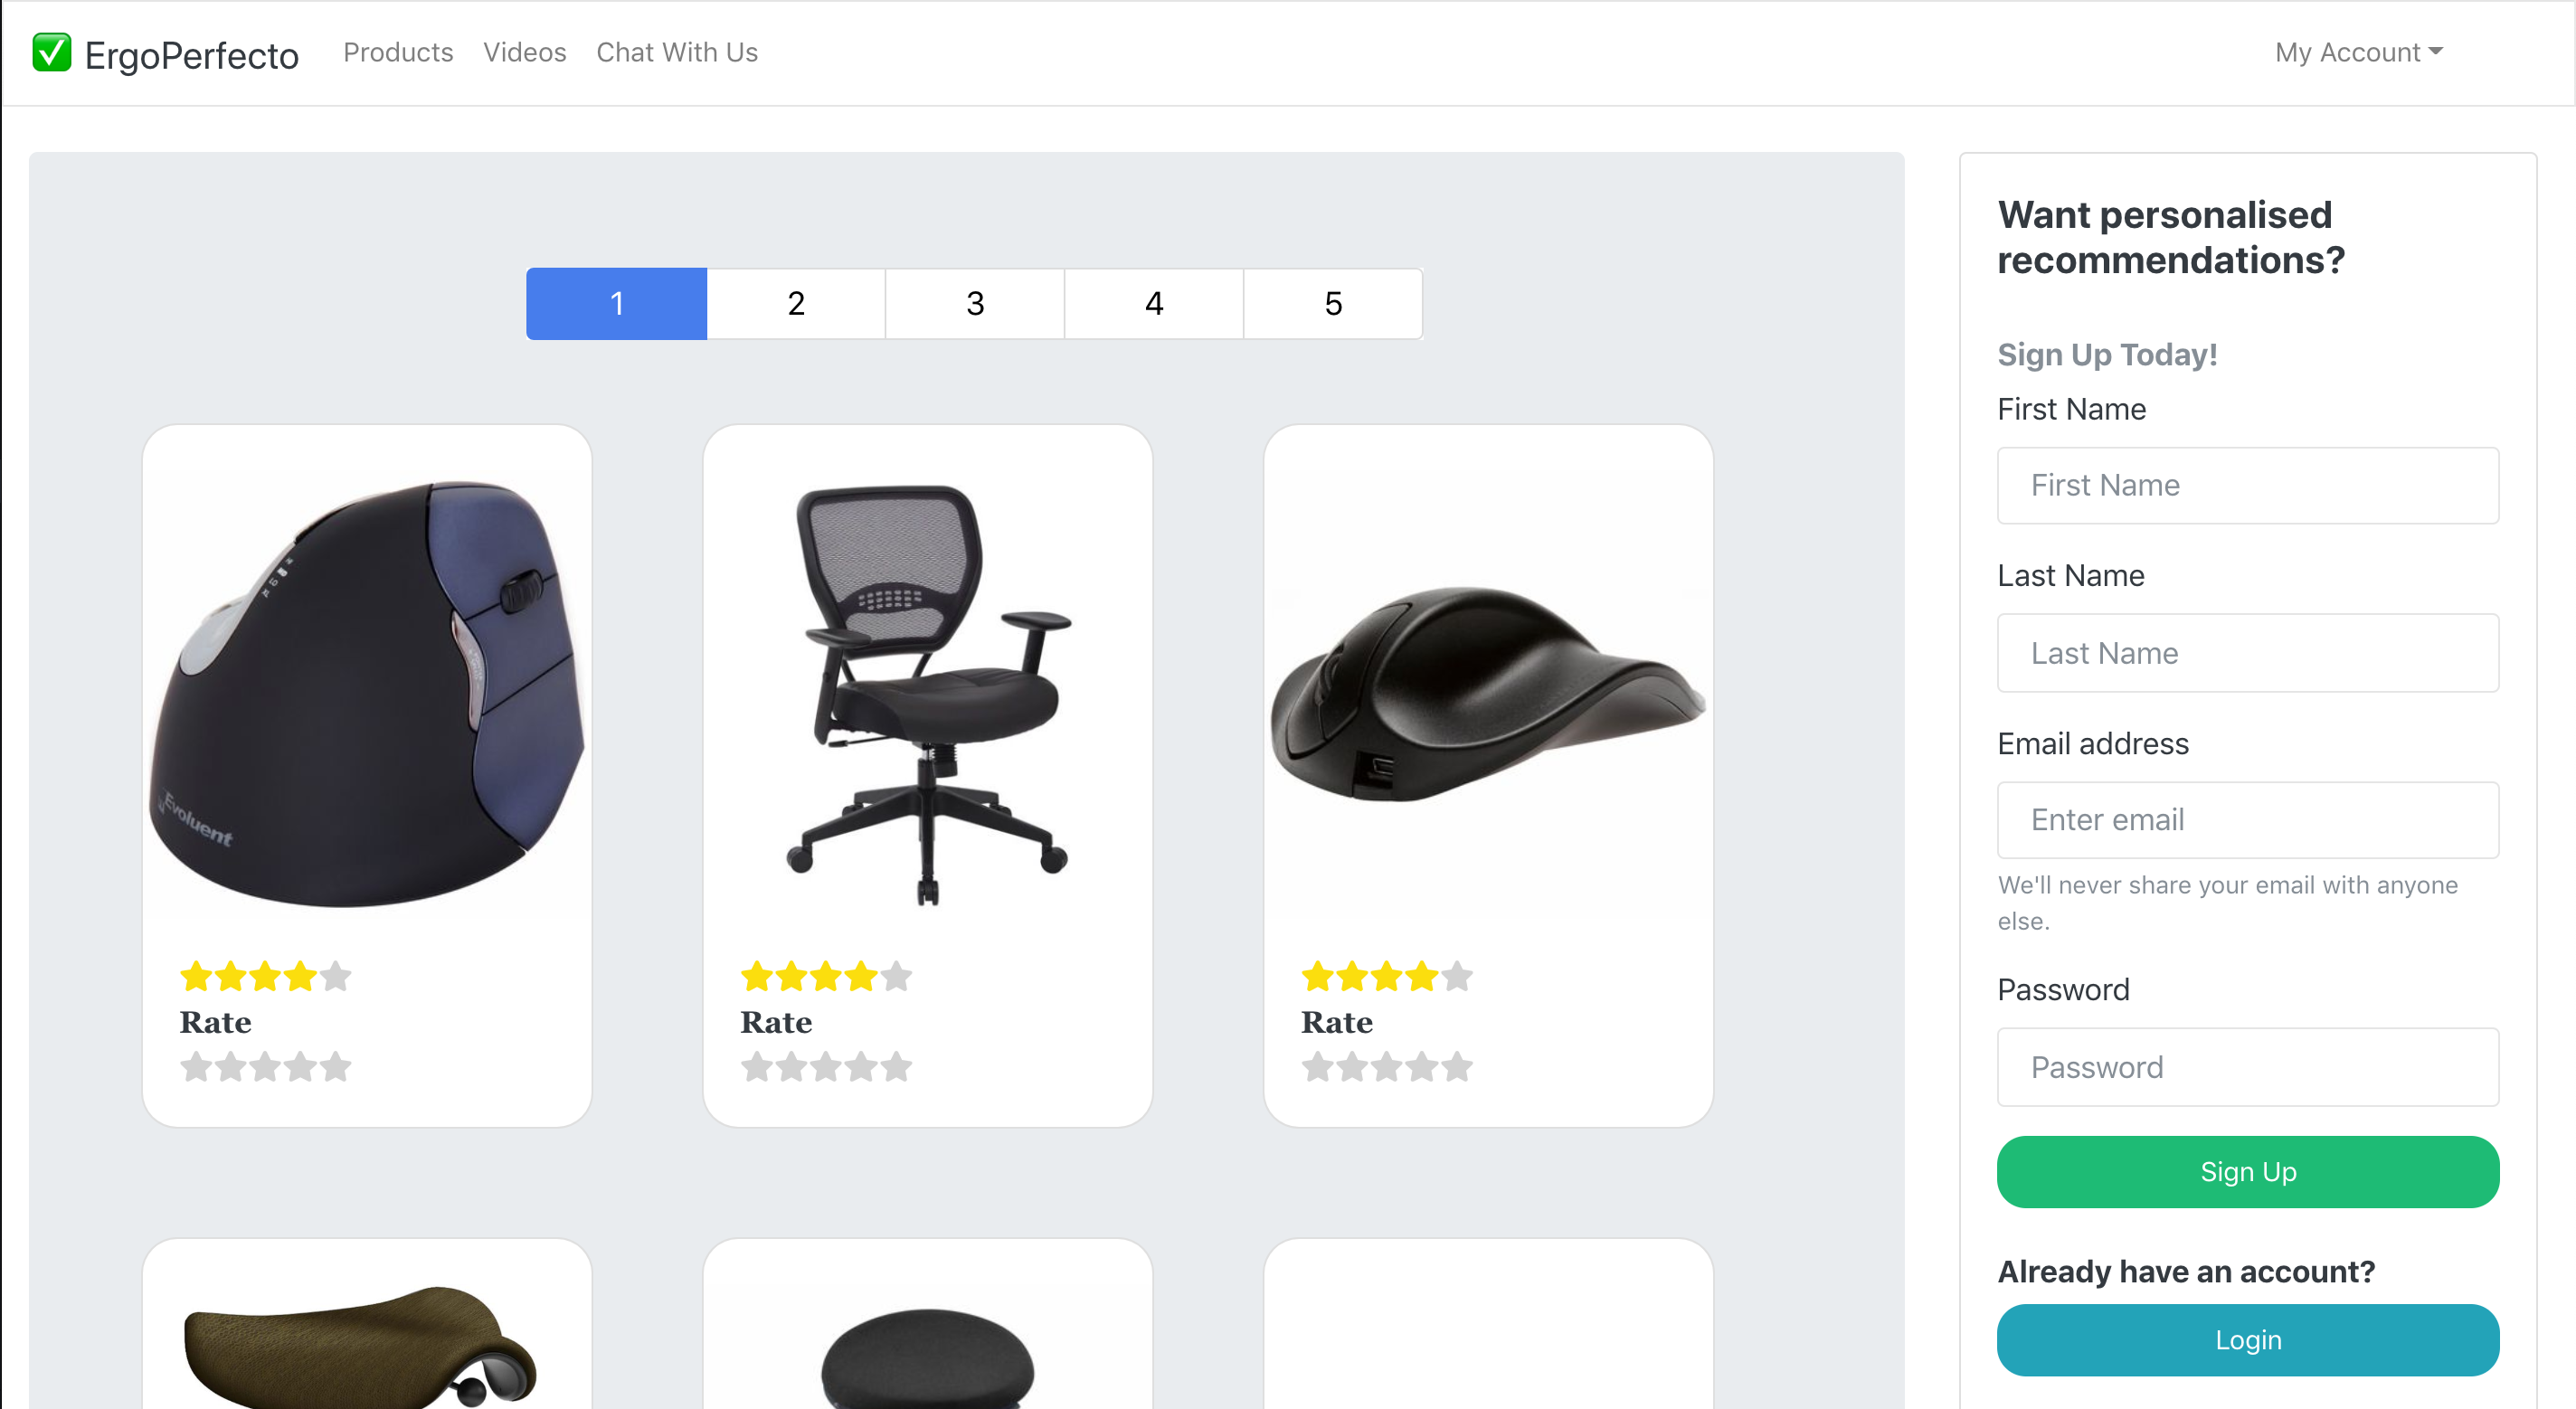 ErgoPerfecto
Products
Videos
Chat With Us
My Account
1
2
3
4
5
Evoluent
Rate
Rate
Rate
Want personalised
recommendations?
Sign Up Today!
First Name
First Name
Last Name
Last Name
Email address
Enter email
We'll never share your email with anyone
else.
Password
Password
Sign Up
Already have an account?
Login